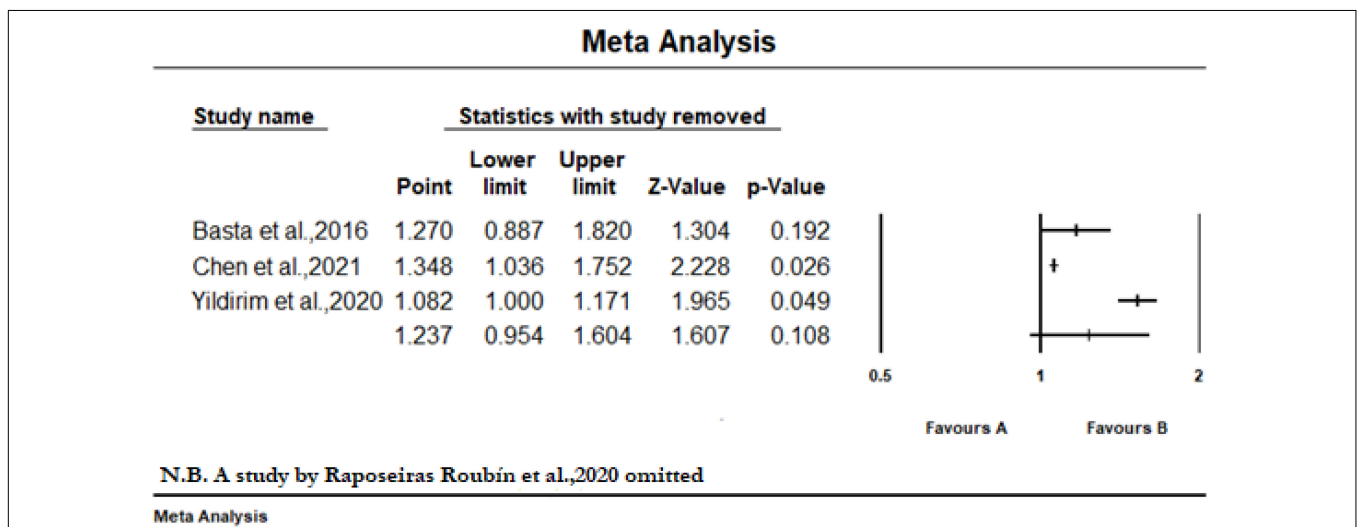 Meta Analysis
Study name Statistics with study removed
Lower Upper
Point limit limit Z-Value p-Value
Basta et al.,2016 1.270 0.887 1.820 1.304 0.192
Chen et al.,2021 1.348 1.036 1.752 2.228 0.026
Yildirim et al.,2020 1.082 1.000 1.171 1.965 0.049
1.237 0.954 1.604 1.607 0.108
0.5 1 2
Favours A Favours B
N.B. A study by Raposeiras Roubín et al.,2020 omitted
Meta Analysis